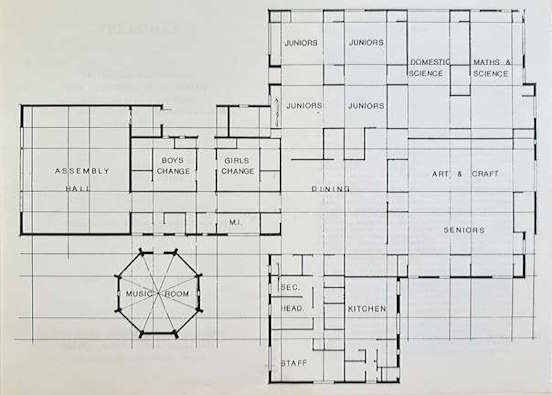 JUNIORS JUNIORS
DOMESTIC
SCIENCE
MATHS &
SCIENCE
JUNIORS JUNIORS
BOYS
CHANGE
GIRLS
CHANGE
ASSEMBLY
HALL
DINING
ART & CRAFT
M.I.
SENIORS
MUSIC ROOM
SEC.
HEAD.
KITCHEN
STAFF